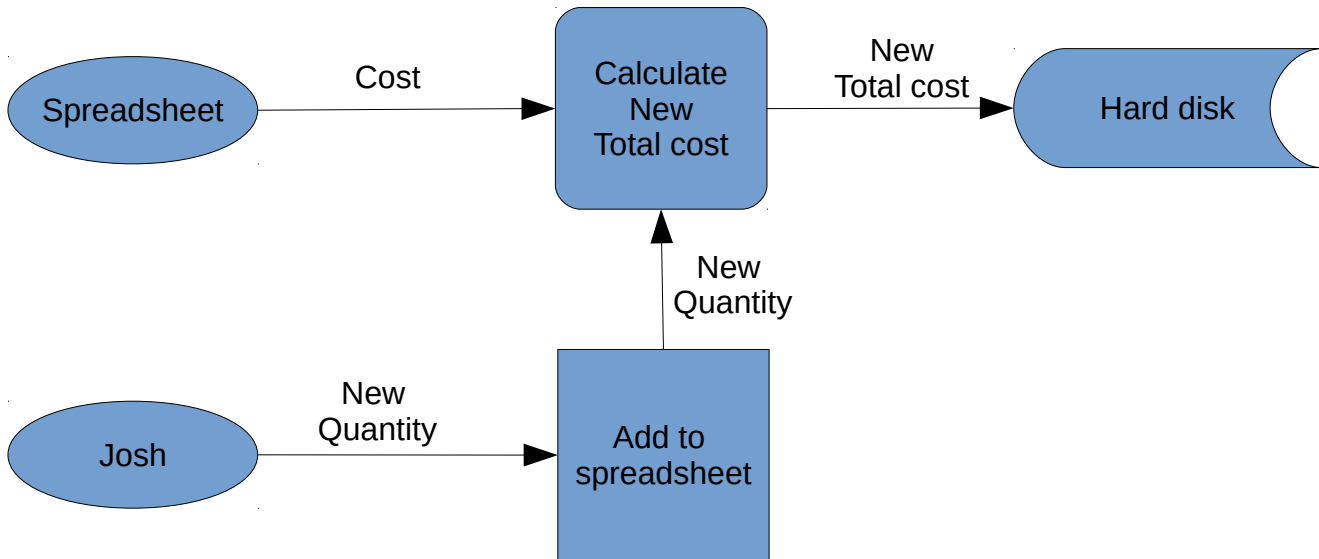 Spreadsheet
Cost
Calculate
New
Total cost
New
Total cost
Hard disk
New
Quantity
Josh
New
Quantity
Add to
spreadsheet